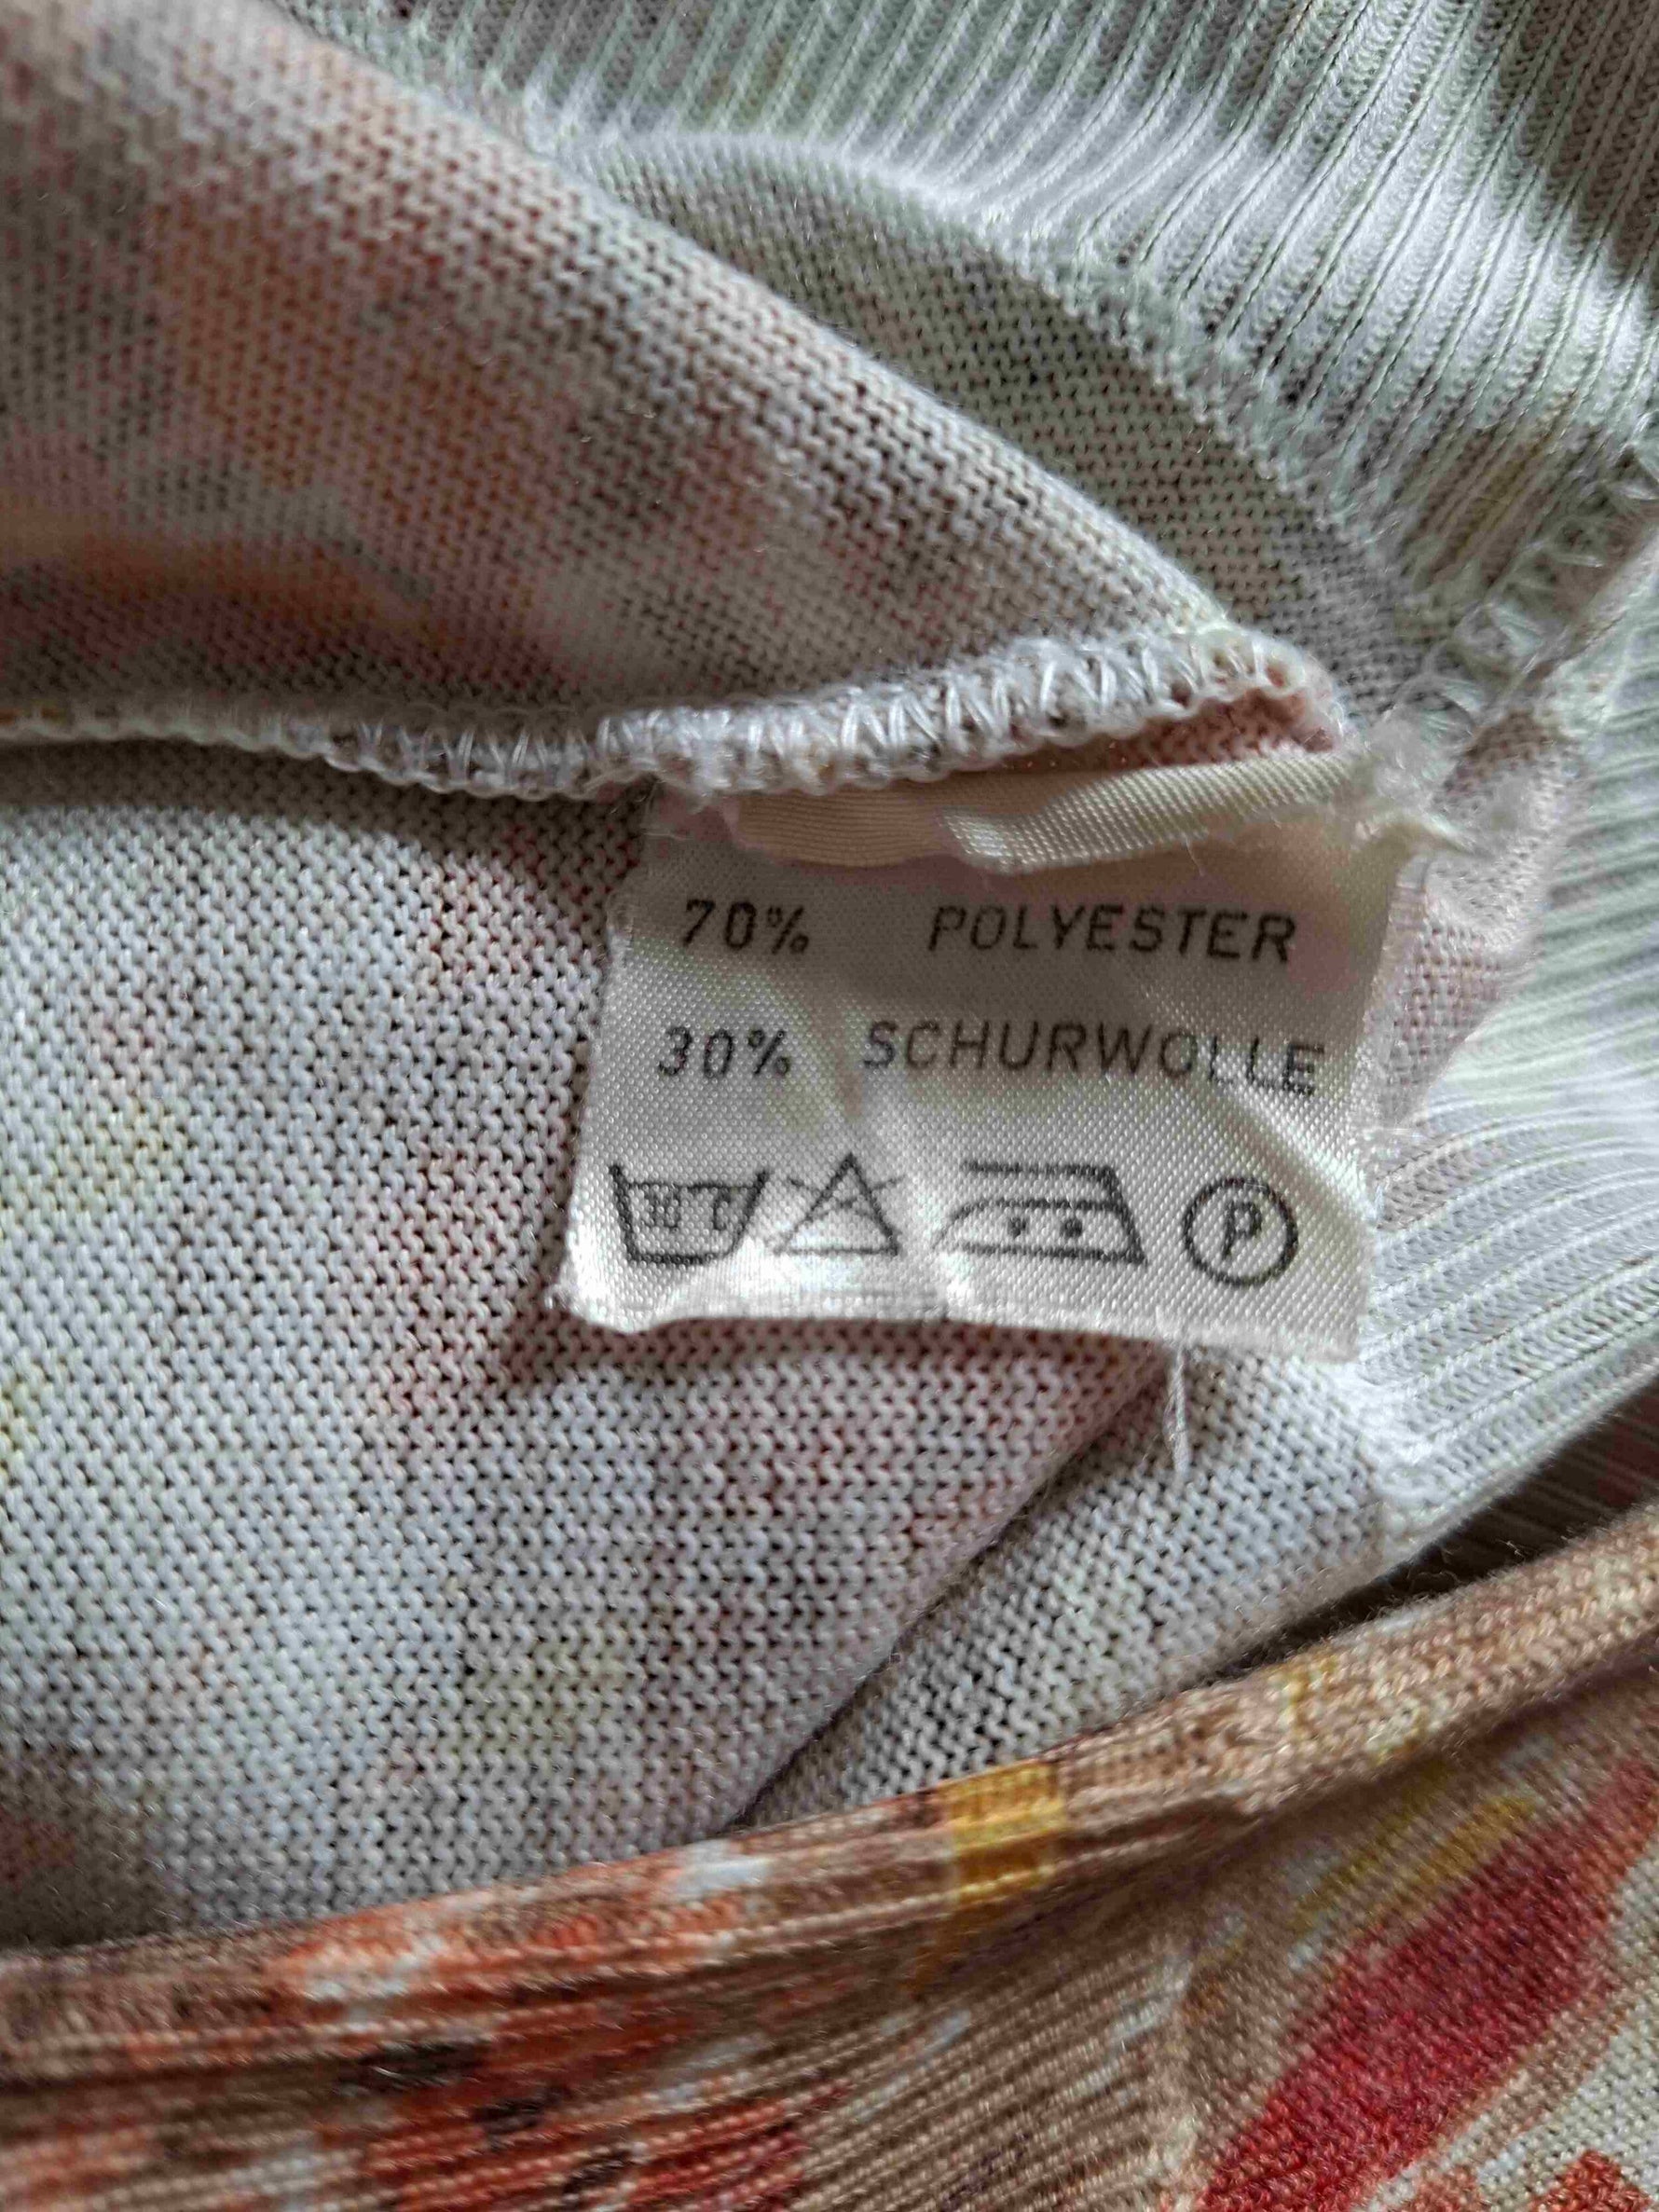 70% POLYESTER
30% SCHURWOLLE
P